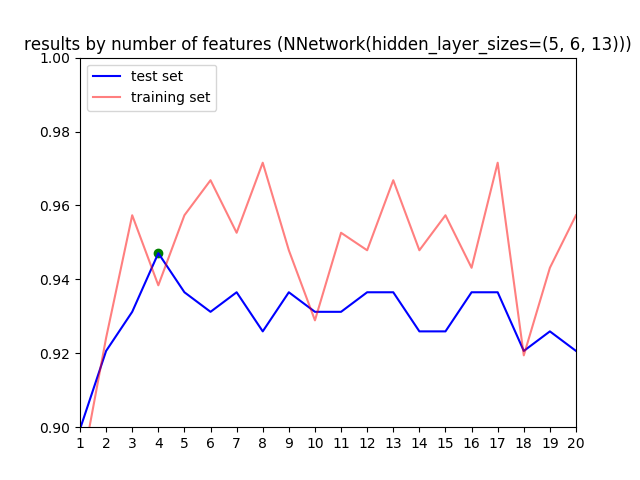 results by number of features (NNetwork(hidden_layer_sizes=(5, 6, 13)))
1.00
test set
training set
0.98
0.96
0.94
0.92
0.90
1 2 3 4 5 6 7 8 9 10 11 12 13 14 15 16 17 18 19 20